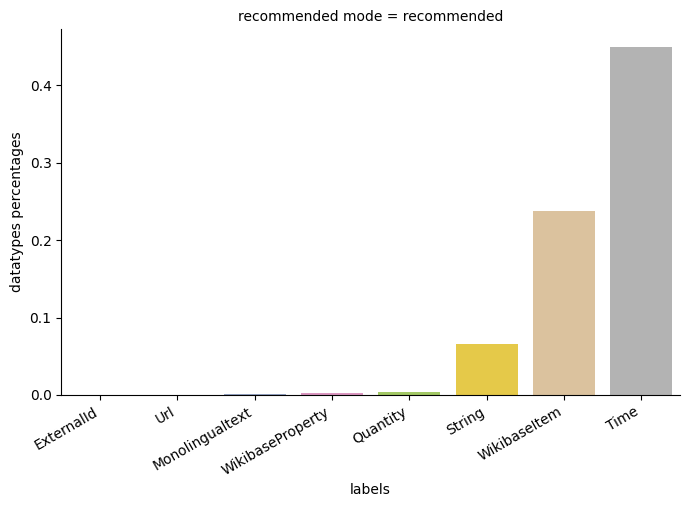 recommended mode = recommended
datatypes percentages
0.4
0.3
0.2
0.1
0.0
ExternalId
Url
Monolingualtext
WikibaseProperty
Quantity
String
WikibaseItem
Time
labels